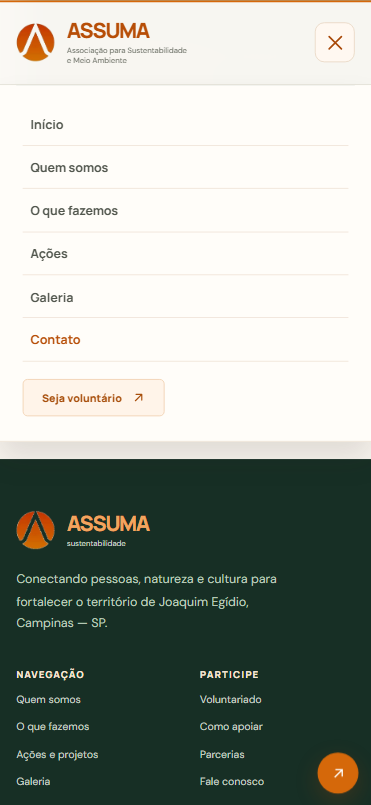 ASSUMA
Associação para Sustentabilidade
e Meio Ambiente
Início
Quem somos
O que fazemos
Ações
Galeria
Contato
Seja voluntário
ASSUMA
sustentabilidade
Conectando pessoas, natureza e cultura para
fortalecer o território de Joaquim Egídio,
Campinas — SP.
NAVEGAÇÃO
Quem somos
O que fazemos
Ações e projetos
Galeria
PARTICIPE
Voluntariado
Como apoiar
Parcerias
Fale conosco